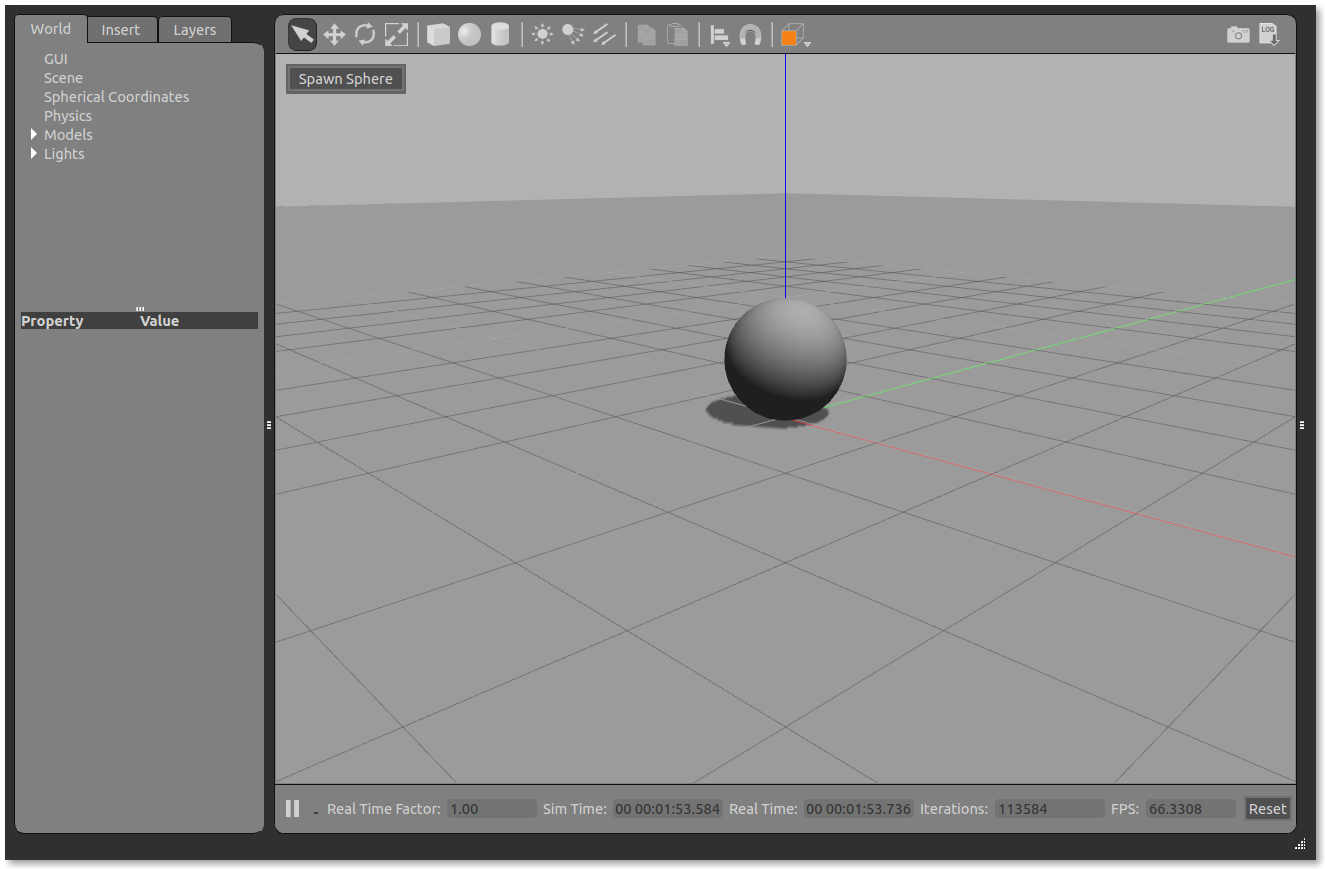 World Insert Layers
LOG
GUI
Scene
Spherical Coordinates
Physics
Models
Lights
Property Value
Spawn Sphere
Real Time Factor: 1.00 Sim Time: 00 00:01:53.584 Real Time: 00 00:01:53.736 Iterations: 113584 FPS: 66.3308 Reset